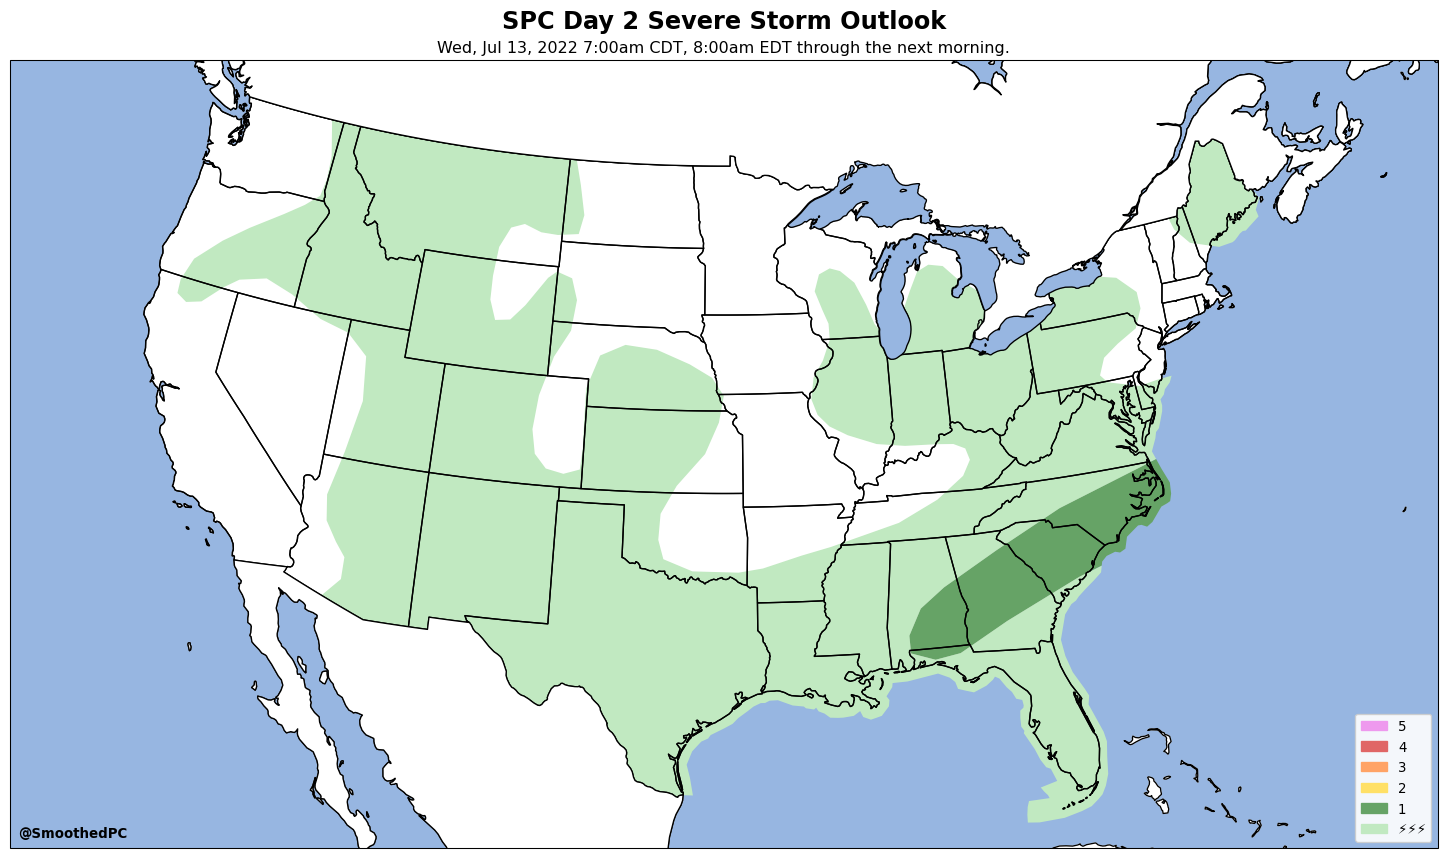 SPC Day 2 Severe Storm Outlook
Wed, Jul 13, 2022 7:00am CDT, 8:00am EDT through the next morning.
5
4
3
2
1
⚡⚡⚡
@SmoothedPC